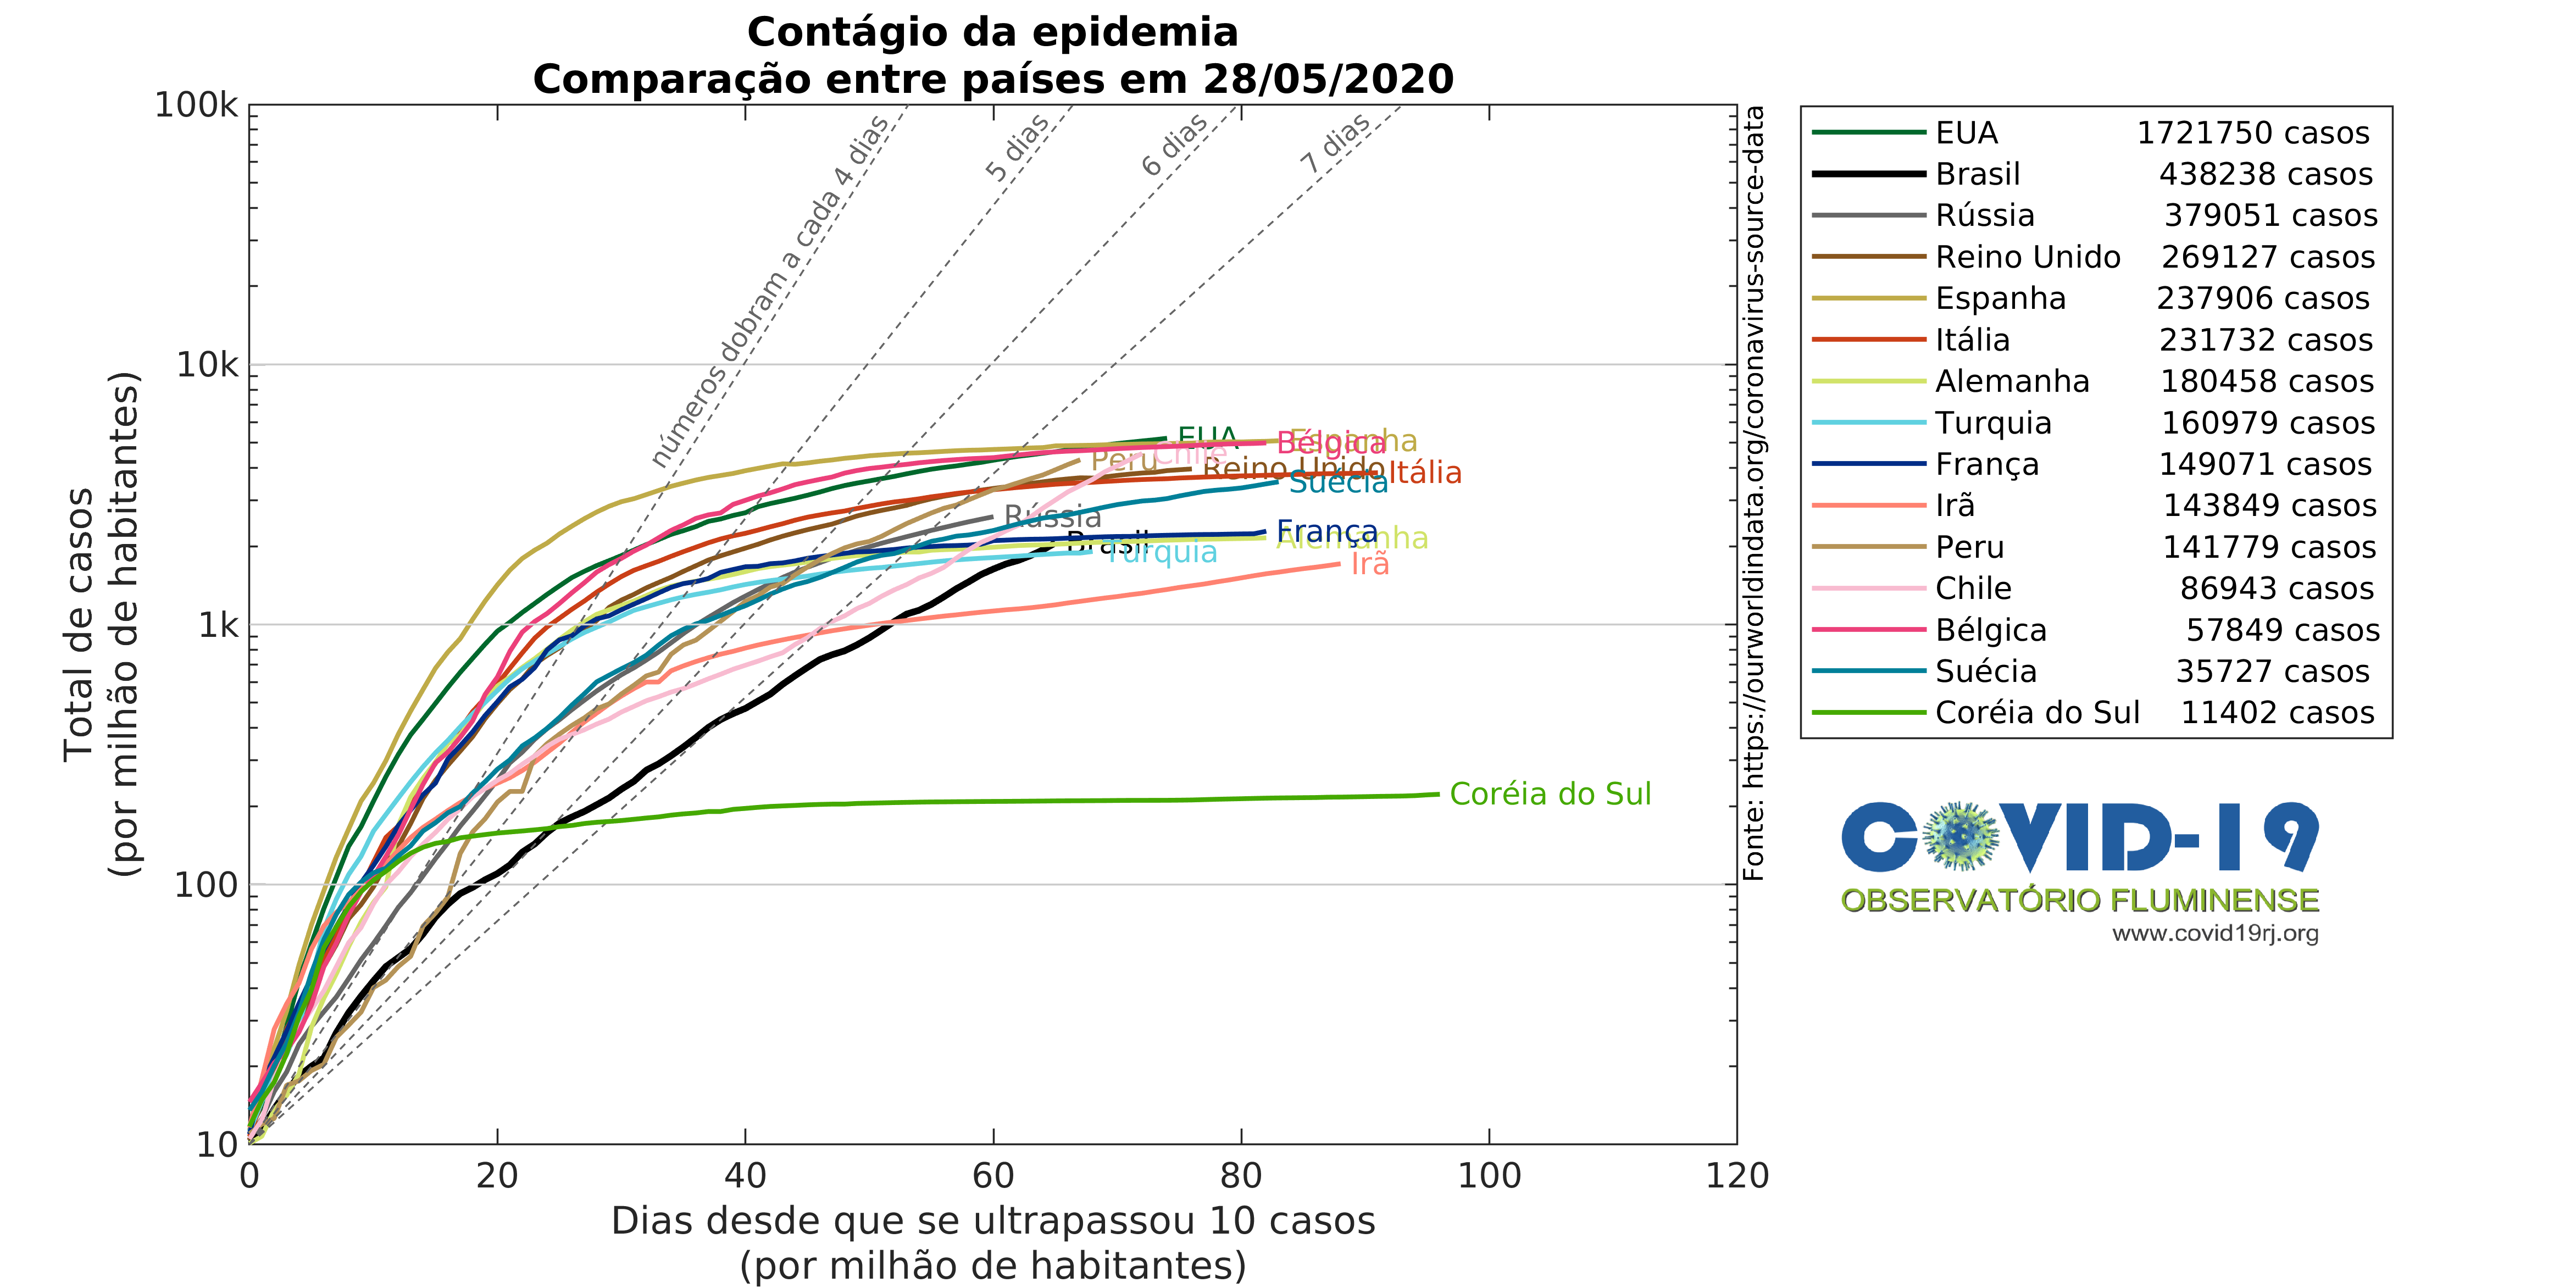 Contágio da epidemia
Comparação entre países em 28/05/2020
Total de casos
(por milhão de habitantes)
100k
10k
1k
100
10
0
20
40
60
80
100
120
Dias desde que se ultrapassou 10 casos
(por milhão de habitantes)
números dobram a cada 4 dias
5 dias
6 dias
7 dias
EUA
Espanha
Bélgica
Chile
Peru
Reino Unido
Itália
Suécia
Rússia
França
Alemanha
Brasil
Turquia
Irã
Coréia do Sul
Fonte: https://ourworldindata.org/coronavirus-source-data
EUA 1721750 casos
Brasil 438238 casos
Rússia 379051 casos
Reino Unido 269127 casos
Espanha 237906 casos
Itália 231732 casos
Alemanha 180458 casos
Turquia 160979 casos
França 149071 casos
Irã 143849 casos
Peru 141779 casos
Chile 86943 casos
Bélgica 57849 casos
Suécia 35727 casos
Coréia do Sul 11402 casos
COVID-19
OBSERVATÓRIO FLUMINENSE
www.covid19rj.org